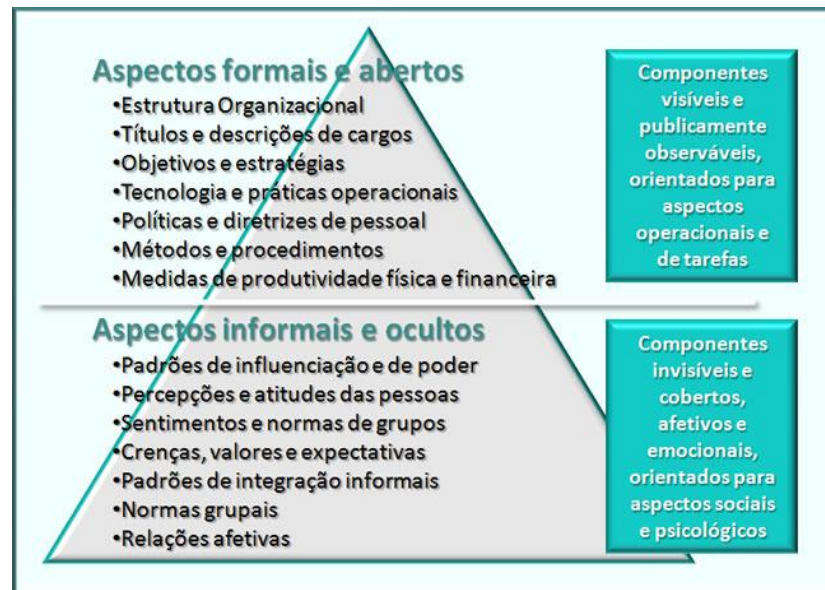 Aspectos formais e abertos
•Estrutura Organizacional
•Títulos e descrições de cargos
•Objetivos e estratégias
•Tecnologia e práticas operacionais
•Políticas e diretrizes de pessoal
•Métodos e procedimentos
•Medidas de produtividade física e financeira
Componentes
visíveis e
publicamente
observáveis,
orientados para
aspectos
operacionais e
de tarefas
Aspectos informais e ocultos
•Padrões de influenciação e de poder
•Percepções e atitudes das pessoas
•Sentimentos e normas de grupos
•Crenças, valores e expectativas
•Padrões de integração informais
•Normas grupais
•Relações afetivas
Componentes
invisíveis e
cobertos,
afetivos e
emocionais,
orientados para
aspectos sociais
e psicológicos